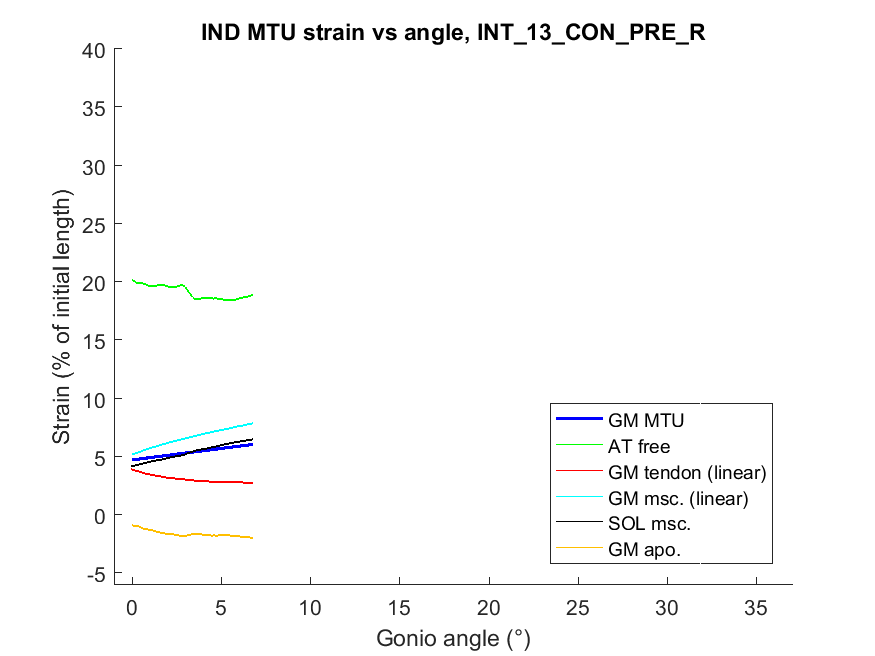 IND MTU strain vs angle, INT_13_CON_PRE_R
40
35
30
25
20
15
10
5
0
-5
Strain (% of initial length)
GM MTU
AT free
GM tendon (linear)
GM msc. (linear)
SOL msc.
GM apo.
0 5 10 15 20 25 30 35
Gonio angle (°)